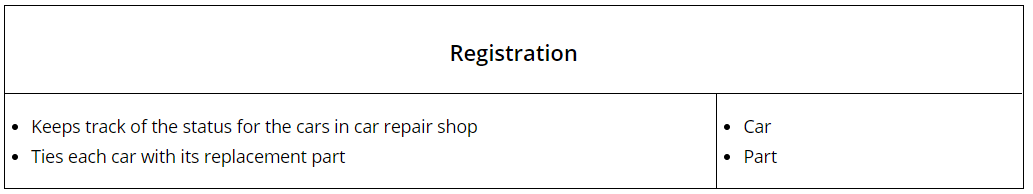 Registration
• Keeps track of the status for the cars in car repair shop
• Ties each car with its replacement part
• Car
• Part